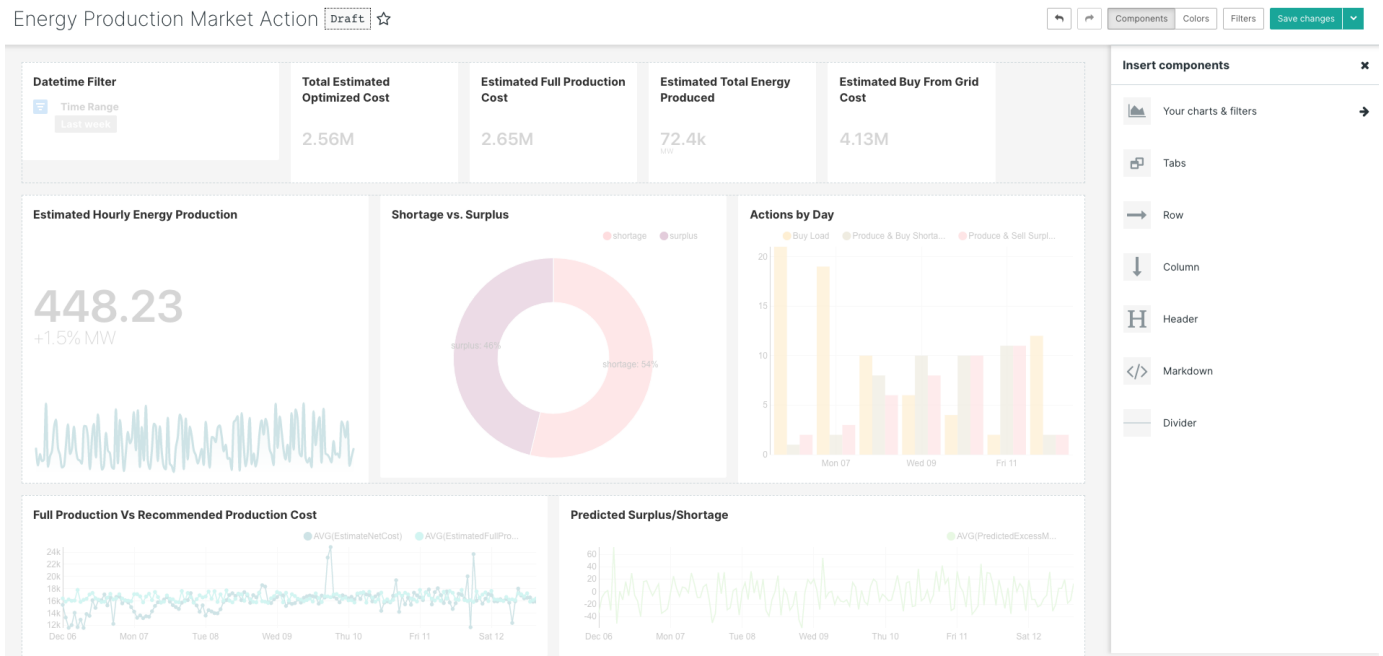 Energy Production Market Action Draft
Components Colors Filters Save changes
Datetime Filter
Time Range
Last week
Total Estimated
Optimized Cost
2.56M
Estimated Full Production
Cost
2.65M
Estimated Total Energy
Produced
72.4k
MW
Estimated Buy From Grid
Cost
4.13M
Estimated Hourly Energy Production
448.23
+1.5% MW
Shortage vs. Surplus
shortage surplus
surplus: 46%
shortage: 54%
Actions by Day
Buy Load Produce & Buy Shorta... Produce & Sell Surpl...
20
15
10
5
0
Mon 07 Wed 09 Fri 11
Full Production Vs Recommended Production Cost
AVG(EstimateNetCost) AVG(EstimatedFullPro...
24k
22k
20k
18k
16k
14k
12k
Dec 06 Mon 07 Tue 08 Wed 09 Thu 10 Fri 11 Sat 12
Predicted Surplus/Shortage
AVG(PredictedExcessM...
60
40
20
0
-20
-40
Dec 06 Mon 07 Tue 08 Wed 09 Thu 10 Fri 11 Sat 12
Insert components
Your charts & filters
Tabs
Row
Column
H Header
</> Markdown
Divider